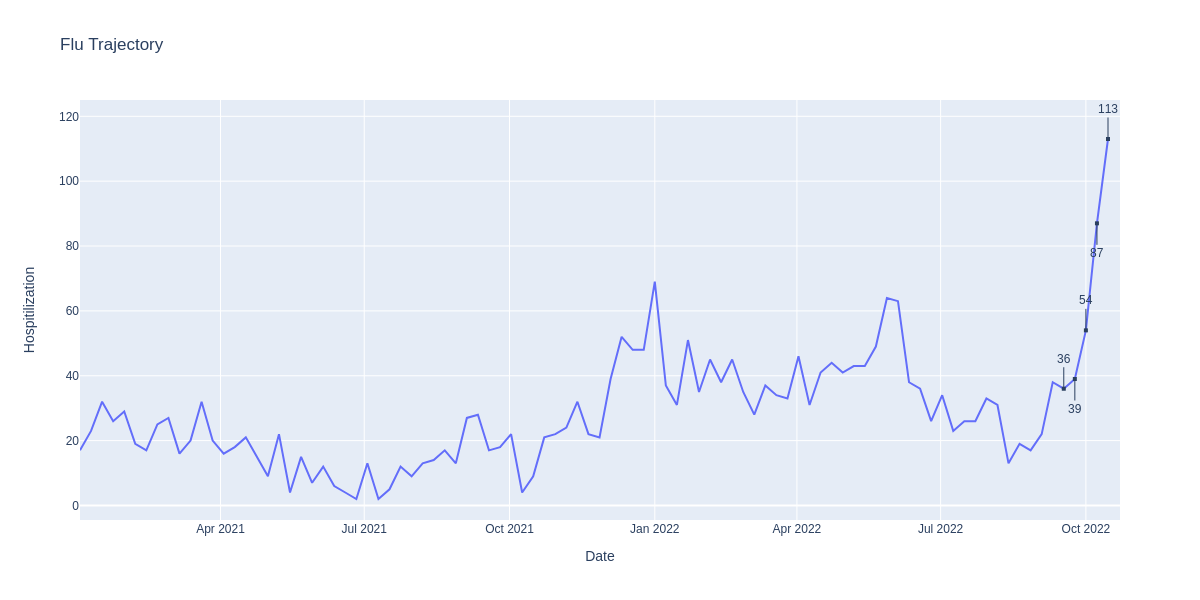 Flu Trajectory
Hospitilization
120
100
80
60
40
20
0
113
87
54
36
39
Apr 2021
Jul 2021
Oct 2021
Jan 2022
Apr 2022
Jul 2022
Oct 2022
Date